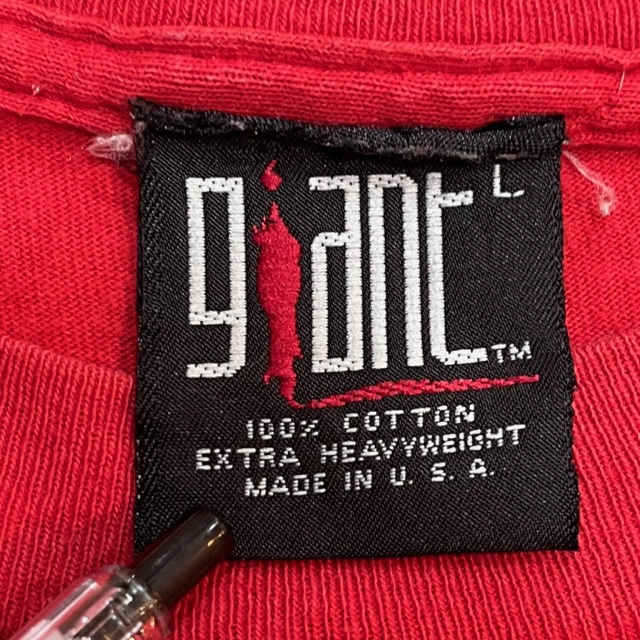 L
giant TM
100% COTTON
EXTRA HEAVYWEIGHT
MADE IN U. S. A.